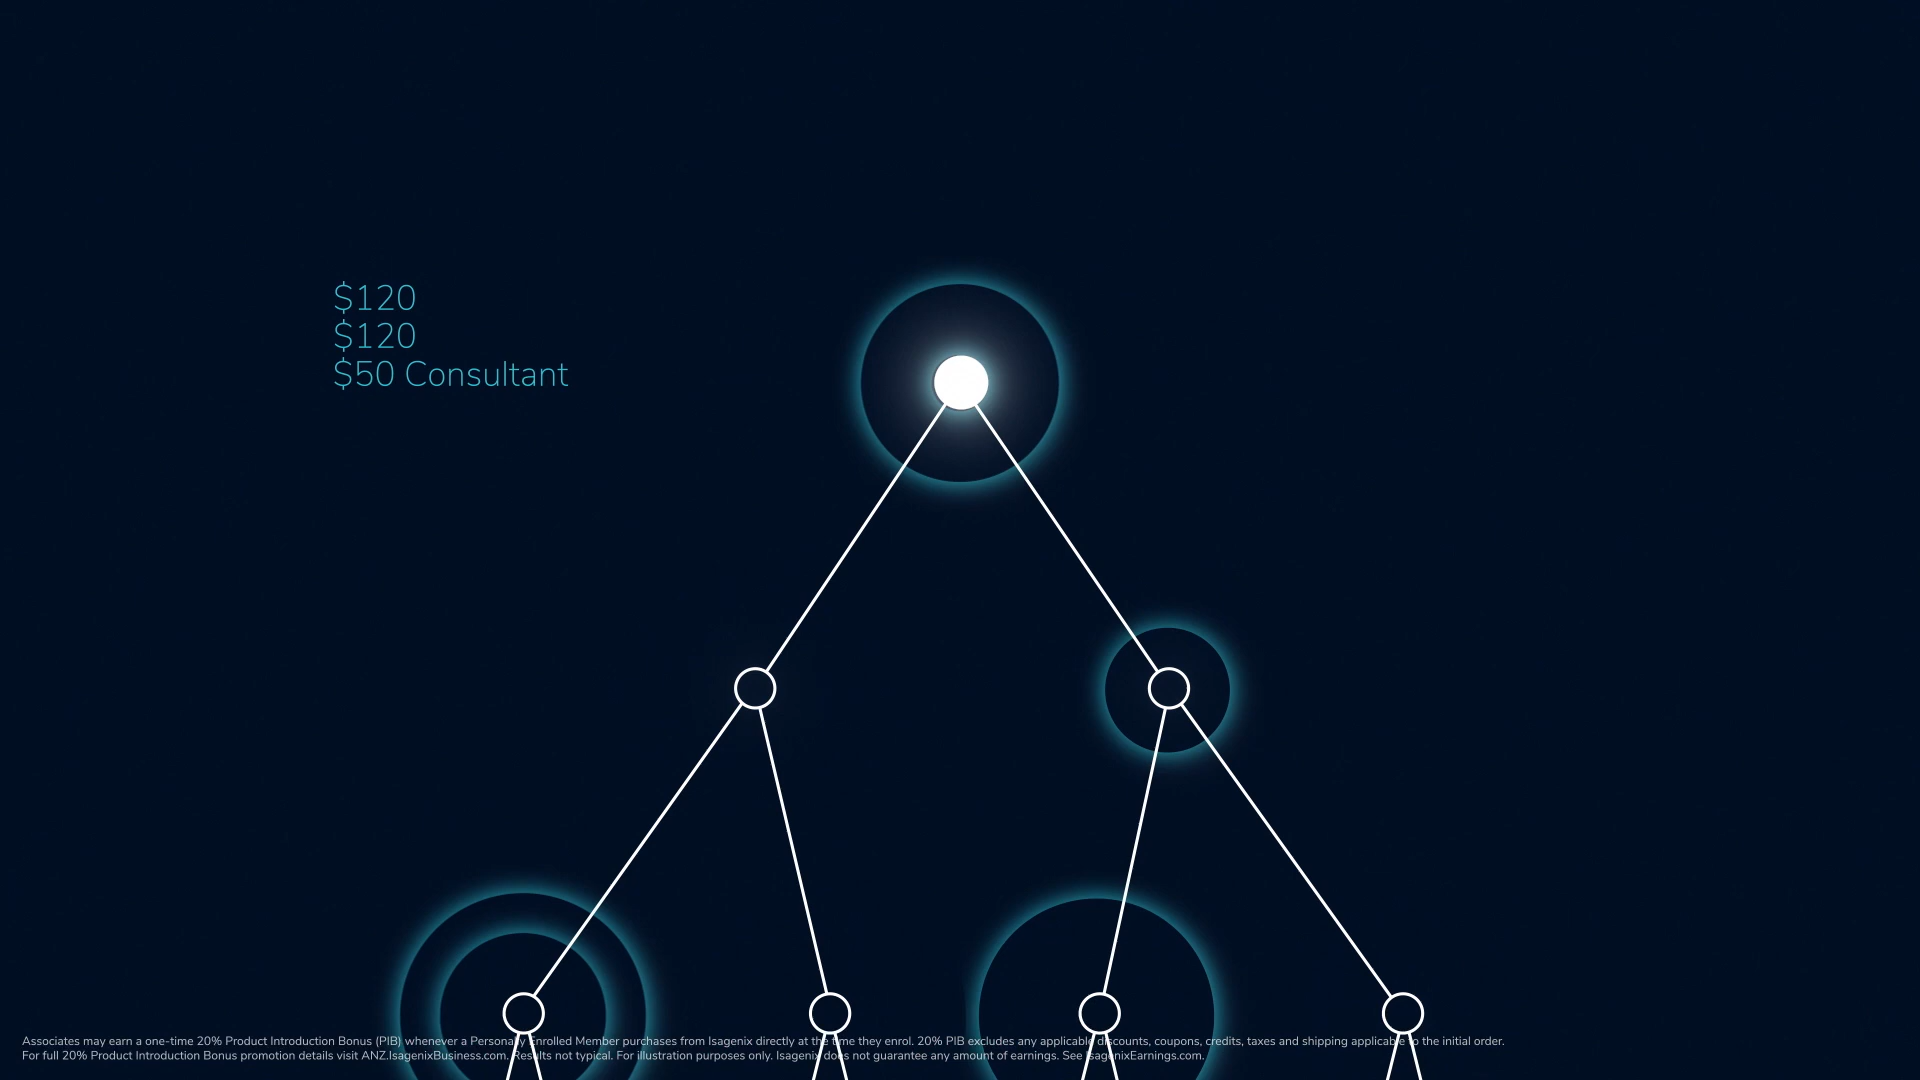 $120
$120
$50 Consultant
Associates may earn a one-time 20% Product Introduction Bonus (PIB) whenever a Personally Enrolled Member purchases from Isagenix directly at the time they enrol. 20% PIB excludes any applicable discounts, coupons, credits, taxes and shipping applicable to the initial order.
For full 20% Product Introduction Bonus promotion details visit ANZ.IsagenixBusiness.com. Results not typical. For illustration purposes only. Isagenix does not guarantee any amount of earnings. See IsagenixEarnings.com.